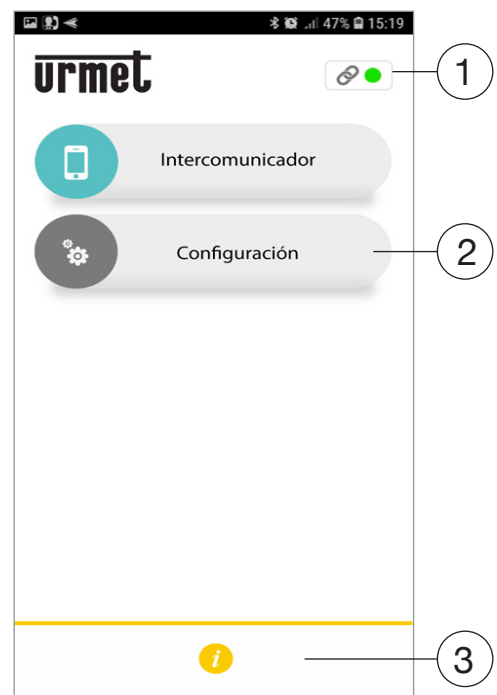 47% 15:19
urmet
1
Intercomunicador
Configuración
2
i
3